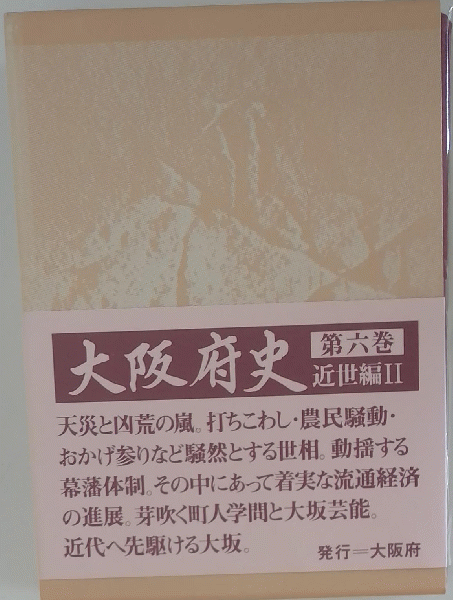 大阪府史
第六巻
近世編II
天災と凶荒の嵐。打ちこわし・農民騒動・
おかげ参りなど騒然とする世相。動揺する
幕藩体制。その中にあって着実な流通経済
の進展。芽吹く町人学問と大坂芸能。
近代へ先駆ける大坂。
発行＝大阪府